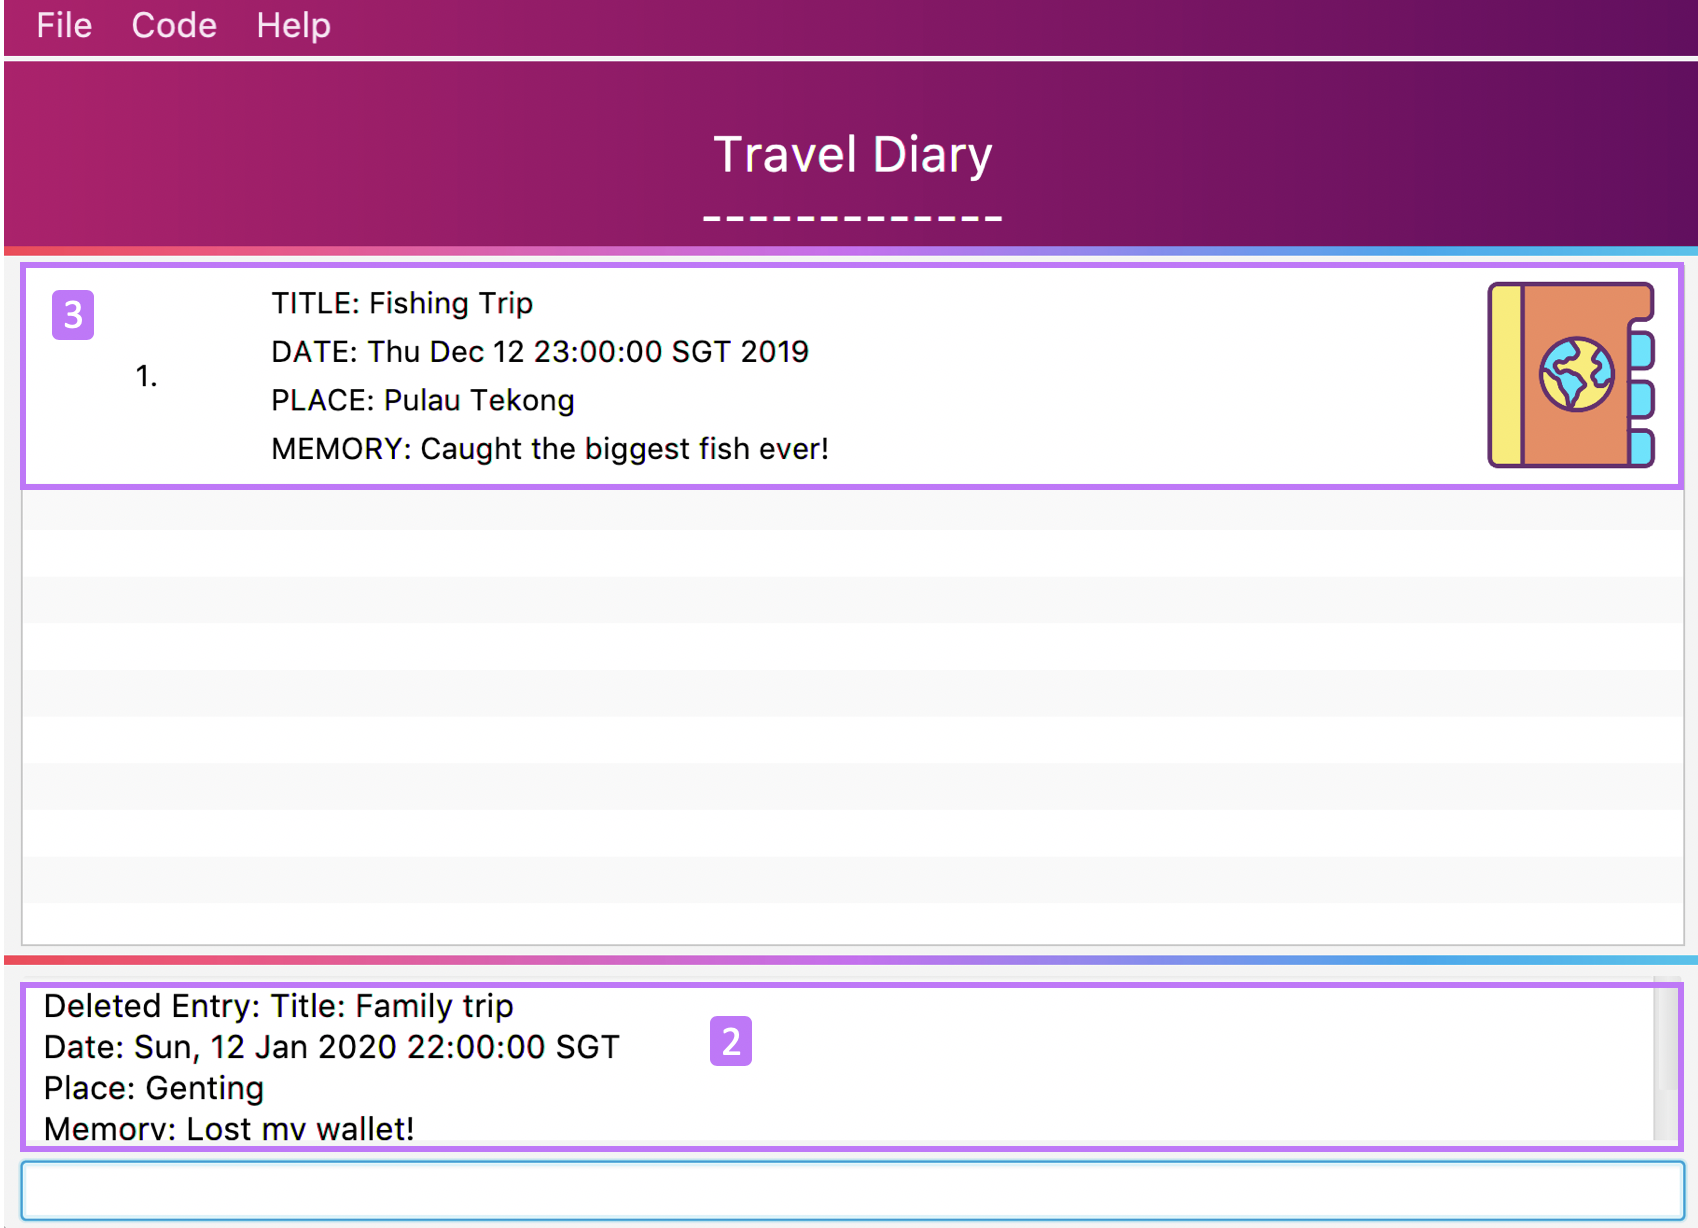 File Code Help
Travel Diary
-------------
3
1.
TITLE: Fishing Trip
DATE: Thu Dec 12 23:00:00 SGT 2019
PLACE: Pulau Tekong
MEMORY: Caught the biggest fish ever!
Deleted Entry: Title: Family trip
Date: Sun, 12 Jan 2020 22:00:00 SGT
2
Place: Genting
Memory: Lost my wallet!